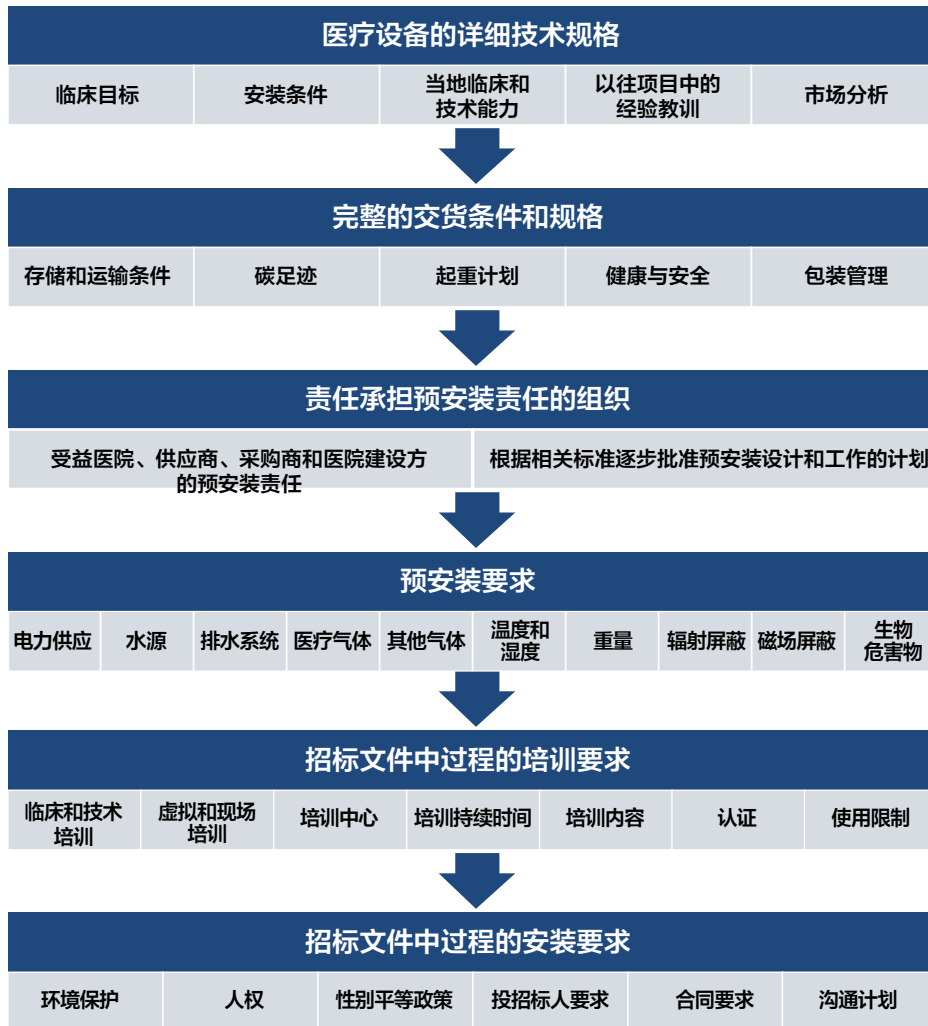 医疗设备的详细技术规格
临床目标
安装条件
当地临床和
技术能力
以往项目中的
经验教训
市场分析
完整的交货条件和规格
存储和运输条件
碳足迹
起重计划
健康与安全
包装管理
责任承担预安装责任的组织
受益医院、供应商、采购商和医院建设方
的预安装责任
根据相关标准逐步批准预安装设计和工作的计划
预安装要求
电力供应
水源
排水系统
医疗气体
其他气体
温度和
湿度
重量
辐射屏蔽
磁场屏蔽
生物
危害物
招标文件中过程的培训要求
临床和技术
培训
虚拟和现场
培训
培训中心
培训持续时间
培训内容
认证
使用限制
招标文件中过程的安装要求
环境保护
人权
性别平等政策
投招标人要求
合同要求
沟通计划